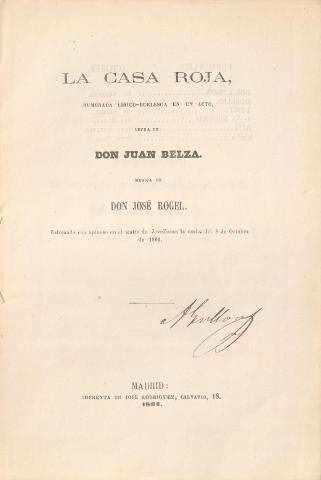 LA CASA ROJA,
HUMORADA LÍRICO-BURLESCA EN UN ACTO,
LETRA DE
DON JUAN BELZA.
MÚSICA DE
DON JOSÉ ROGEL.
Estrenada con aplauso en el teatro de Jovellanos la noche del 8 de Octubre
de 1864.
MADRID:
IMPRENTA DE JOSÉ RODRIGUEZ, CALVARIO, 18.
1864.